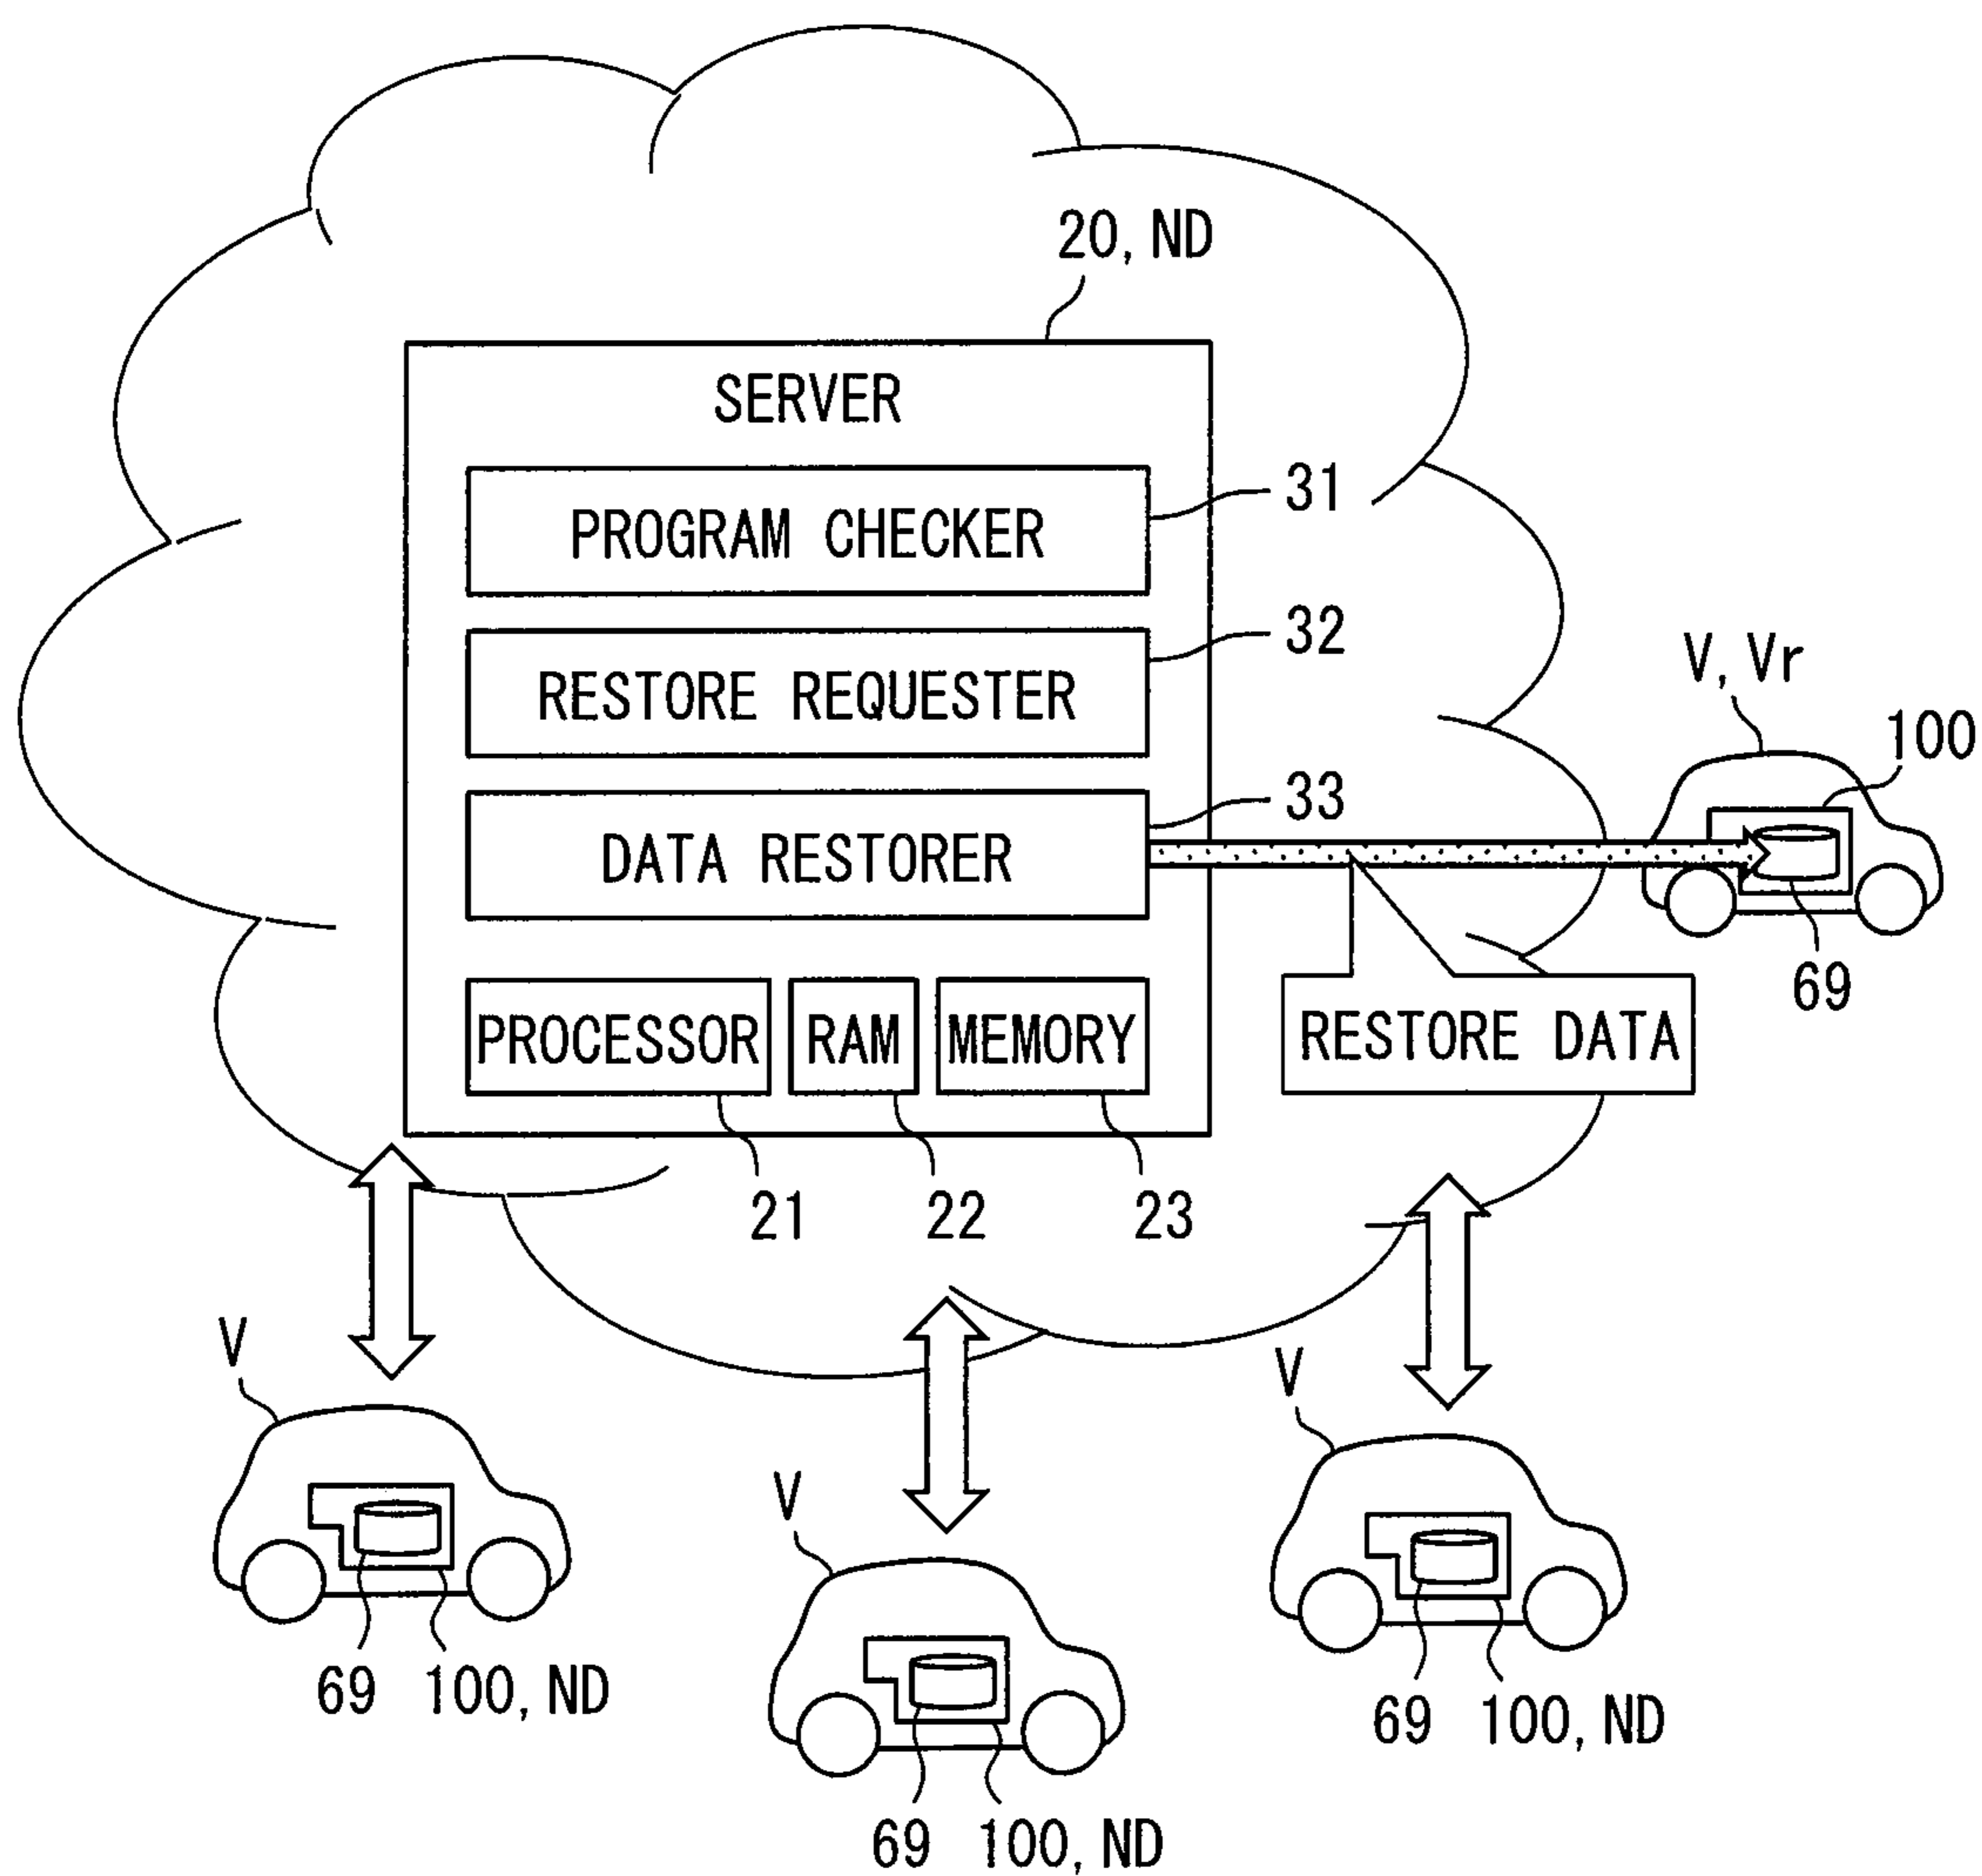 20, ND
SERVER
PROGRAM CHECKER
31
RESTORE REQUESTER
32
V, Vr
100
DATA RESTORER
33
69
PROCESSOR
RAM
MEMORY
RESTORE DATA
21
22
23
V
V
V
69
100, ND
69
100, ND
69
100, ND